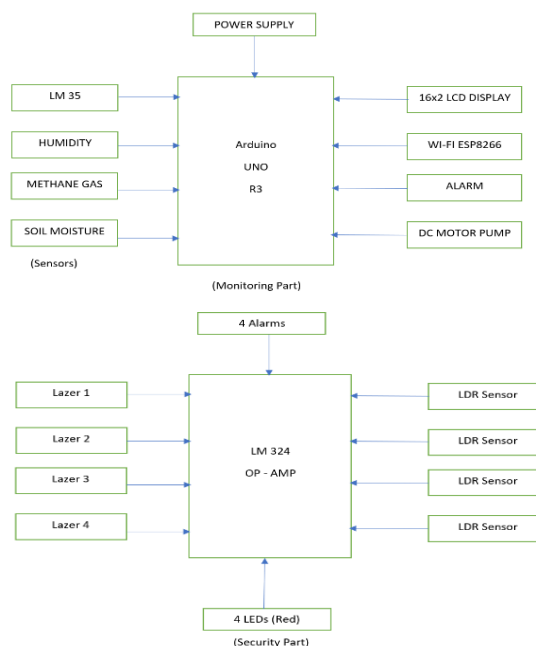 POWER SUPPLY
LM 35
HUMIDITY
METHANE GAS
SOIL MOISTURE
(Sensors)
Arduino
UNO
R3
16x2 LCD DISPLAY
WI-FI ESP8266
ALARM
DC MOTOR PUMP
(Monitoring Part)
4 Alarms
Lazer 1
Lazer 2
Lazer 3
Lazer 4
LM 324
OP - AMP
LDR Sensor
LDR Sensor
LDR Sensor
LDR Sensor
4 LEDs (Red)
(Security Part)